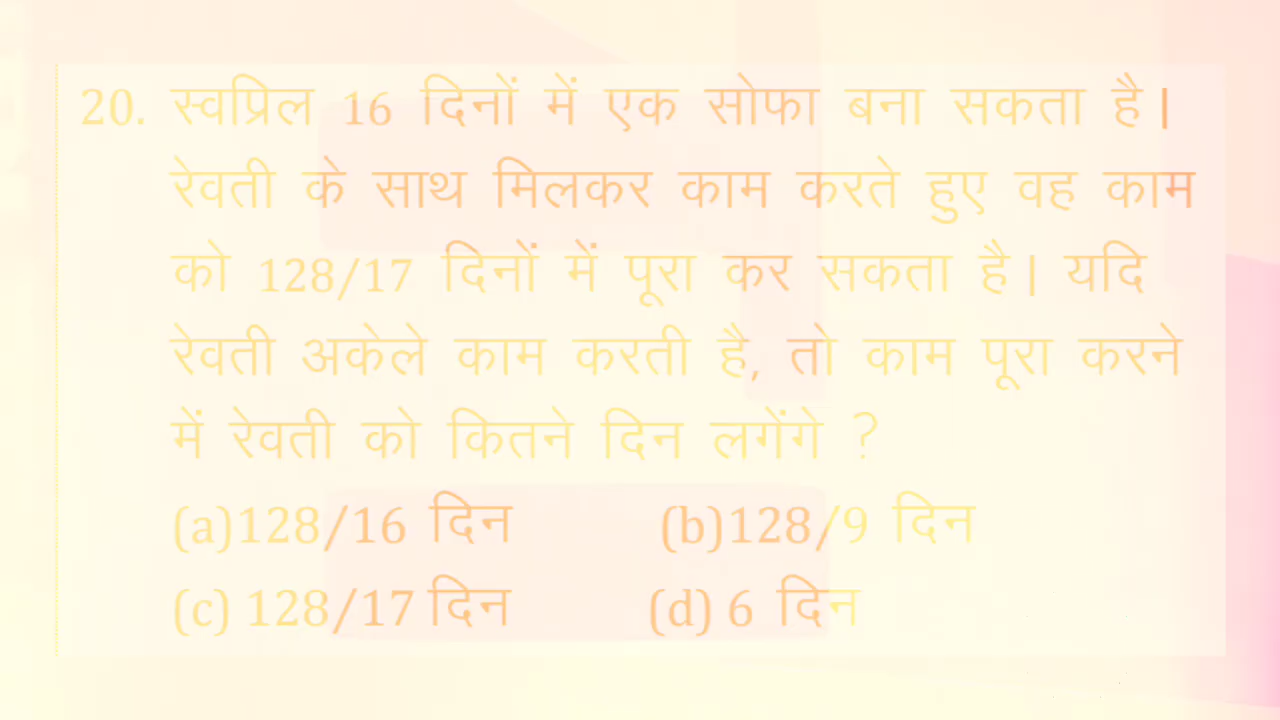 20. स्वप्निल 16 दिनों में एक सोफा बना सकता है।
रेवती के साथ मिलकर काम करते हुए वह काम
को 128/17 दिनों में पूरा कर सकता है। यदि
रेवती अकेले काम करती है, तो काम पूरा करने
में रेवती को कितने दिन लगेंगे ?
(a)128/16 दिन (b)128/9 दिन
(c) 128/17 दिन (d) 6 दिन